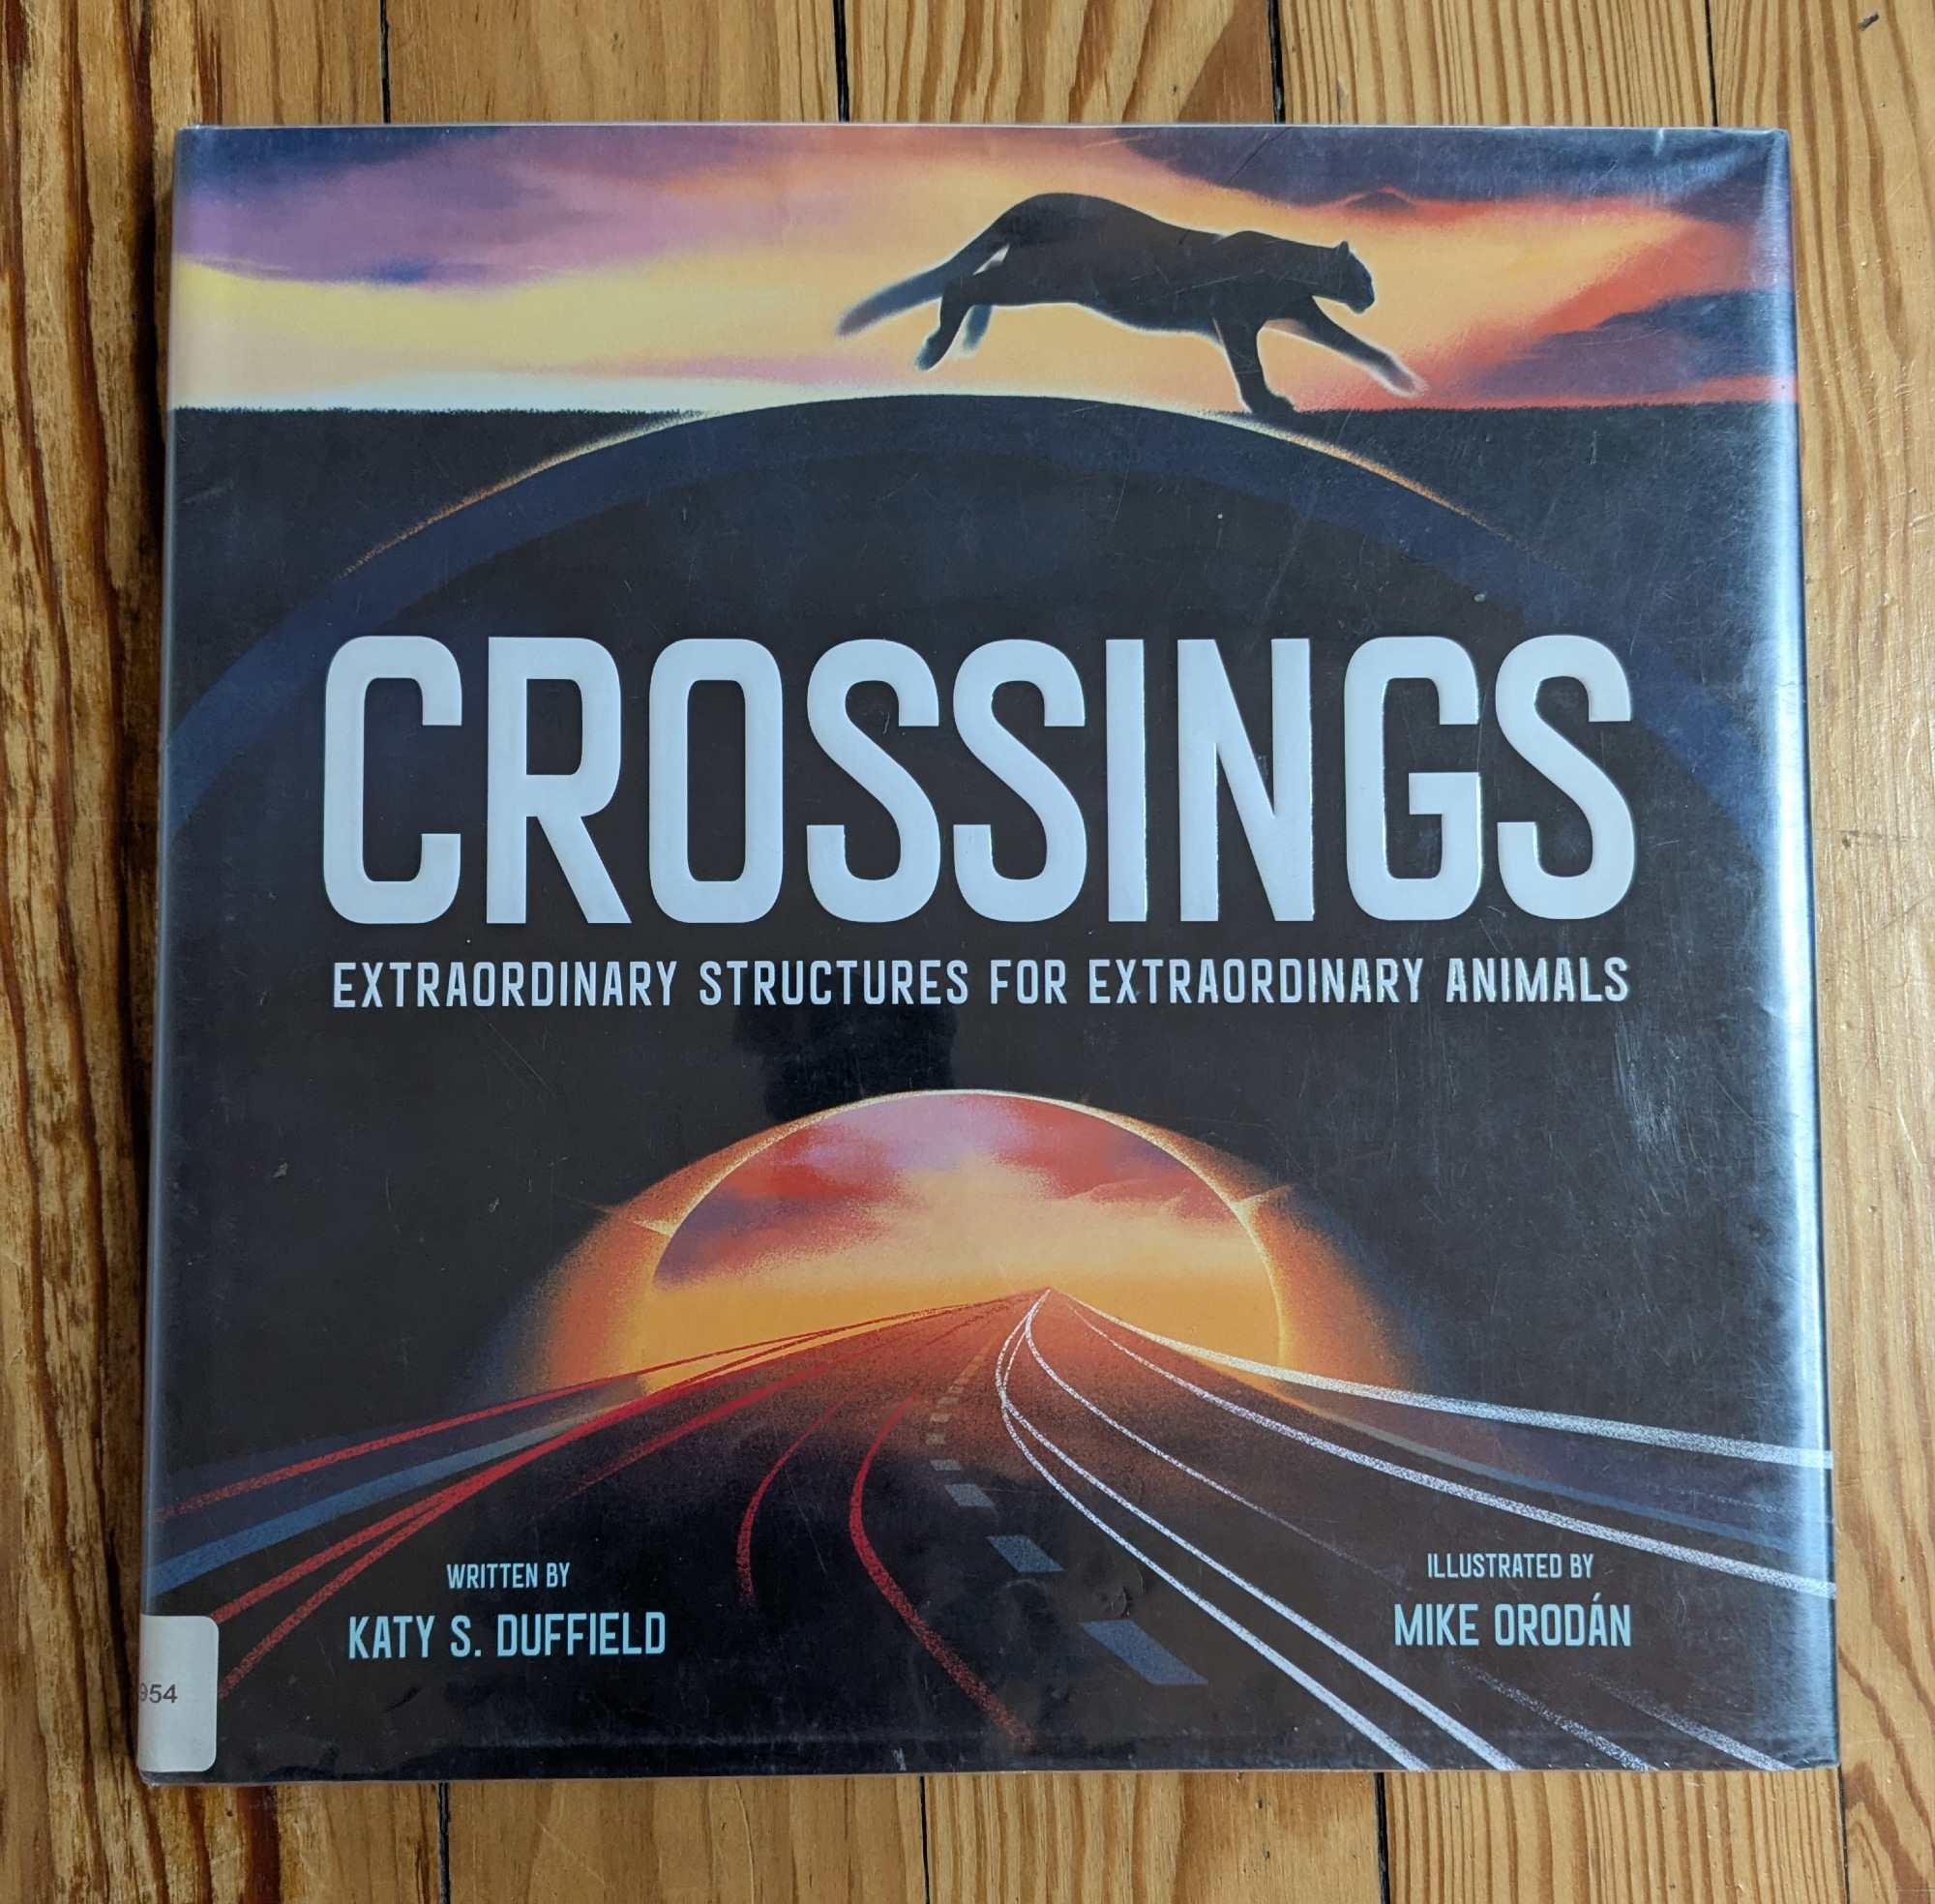 CROSSINGS
EXTRAORDINARY STRUCTURES FOR EXTRAORDINARY ANIMALS
WRITTEN BY
KATY S. DUFFIELD
ILLUSTRATED BY
MIKE ORODÁN
954